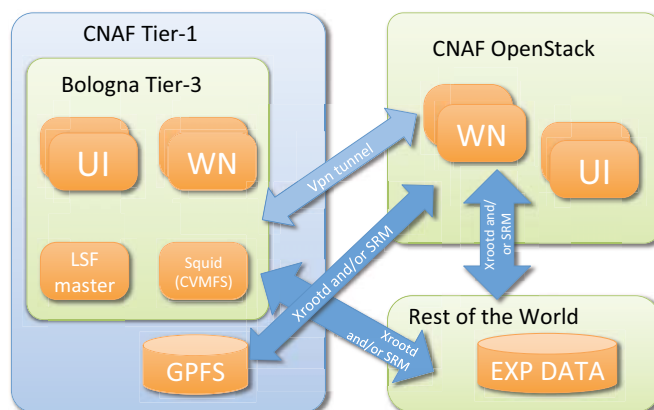 CNAF Tier-1
Bologna Tier-3
UI
WN
LSF
master
Squid
(CVMFS)
GPFS
Vpn tunnel
Xrootd and/or SRM
Xrootd
and/or SRM
CNAF OpenStack
WN
UI
Xrootd and/
or SRM
Rest of the World
EXP DATA